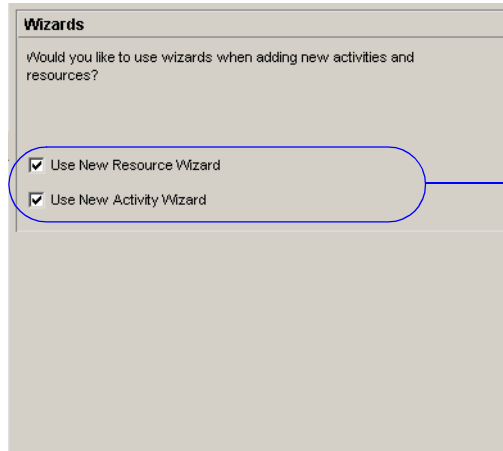 Wizards
Would you like to use wizards when adding new activities and
resources?
Use New Resource Wizard
Use New Activity Wizard